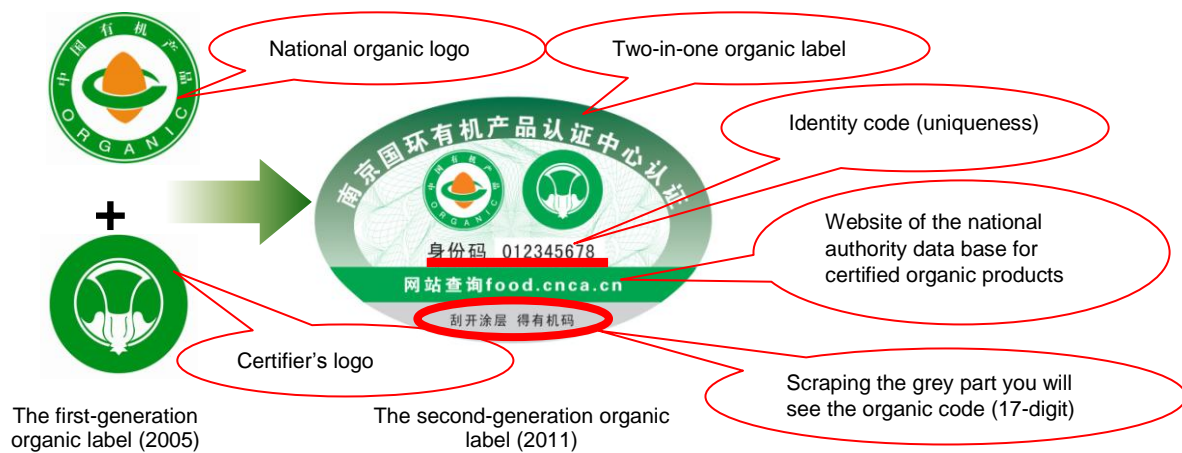 中国有机产品
ORGANIC
National organic logo
Two-in-one organic label
Identity code (uniqueness)
+
南京国环有机产品认证中心认证
中国有机产品
ORGANIC
身份码 012345678
网站查询food.cnca.cn
刮开涂层 得有机码
Website of the national
authority data base for
certified organic products
Certifier's logo
Scraping the grey part you will
see the organic code (17-digit)
The first-generation
organic label (2005)
The second-generation organic
label (2011)